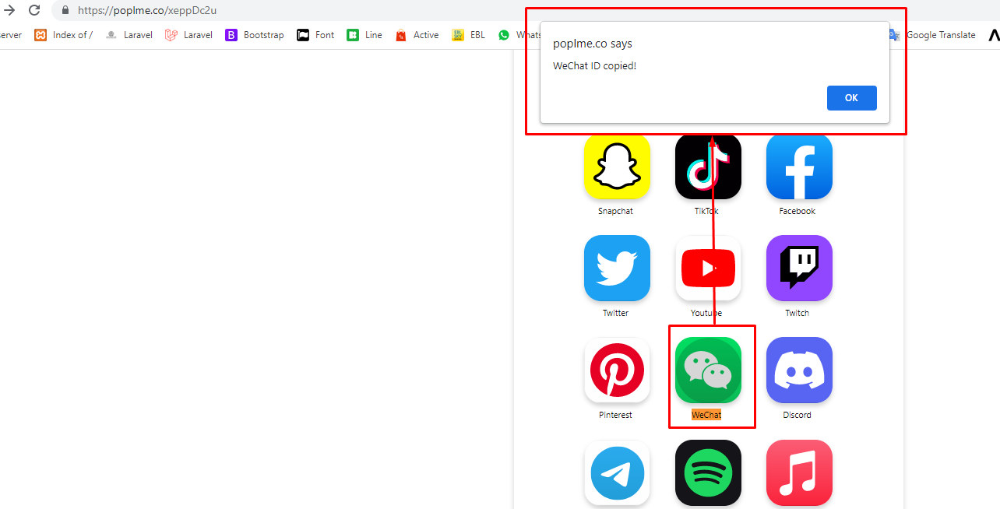 https://poplme.co/xeppDc2u
erver Index of / Laravel Laravel Bootstrap Font Line Active EBL Whats Google Translate
poplme.co says
WeChat ID copied!
OK
Snapchat TikTok Facebook
Twitter Youtube Twitch
Pinterest WeChat Discord